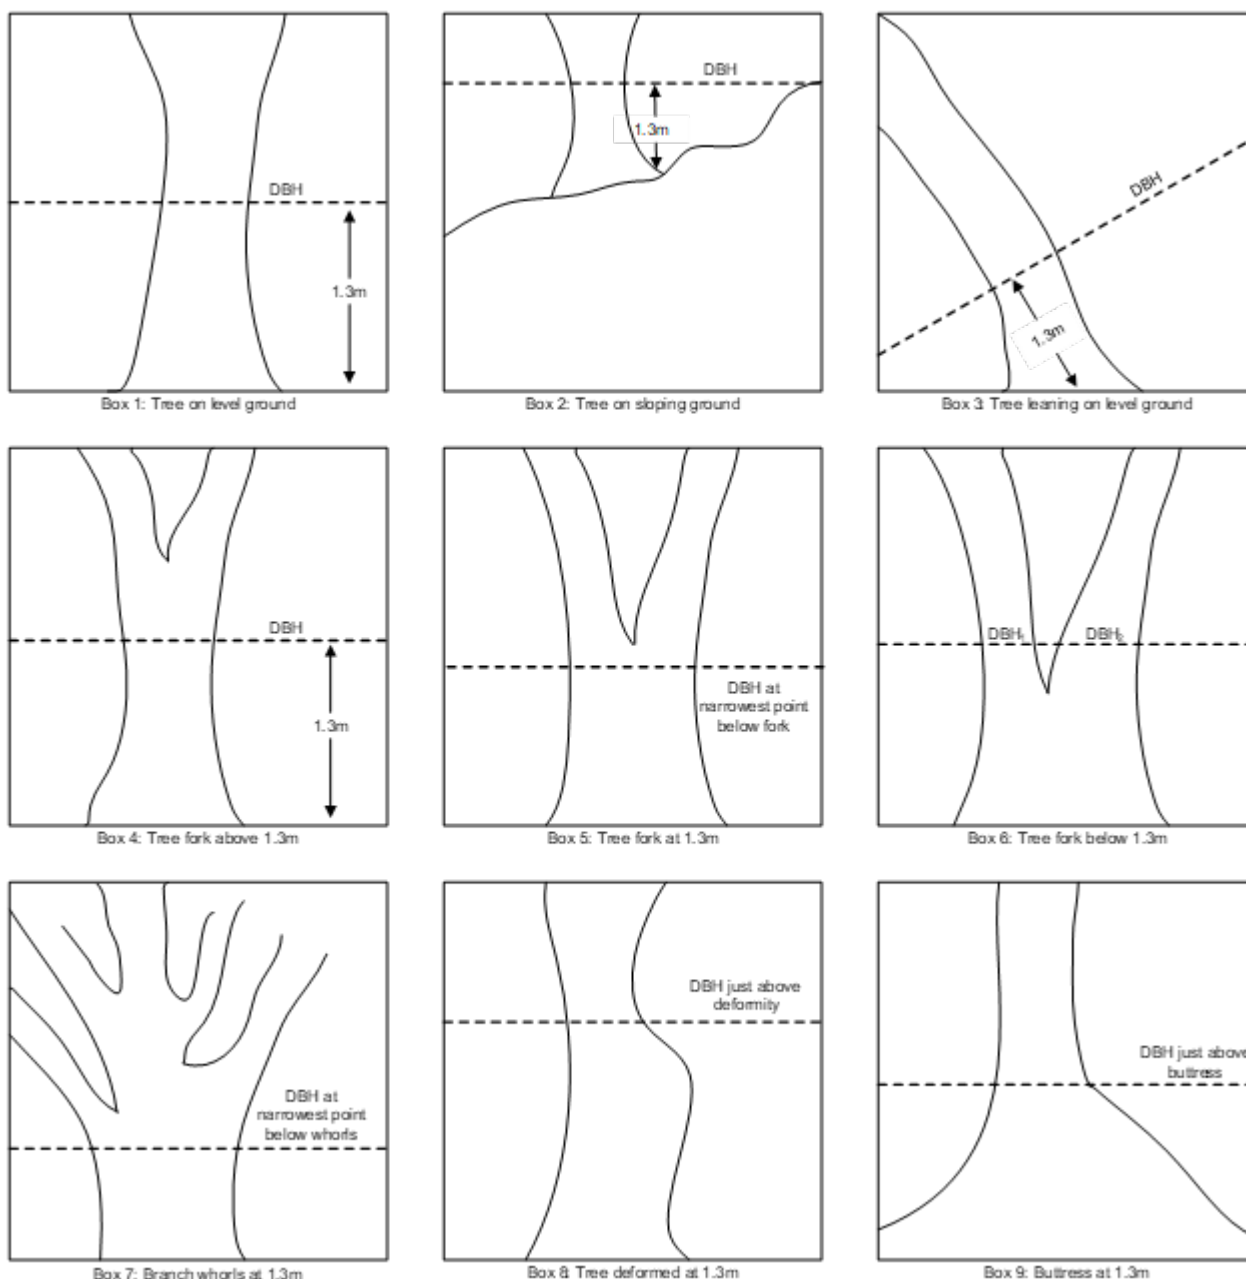 DBH
1.3m
Box 1: Tree on level ground
DBH
1.3m
Box 2: Tree on sloping ground
DBH
1.3m
Box 3: Tree leaning on level ground
DBH
1.3m
Box 4: Tree fork above 1.3m
DBH at
narrowest point
below fork
Box 5: Tree fork at 1.3m
DBH₁
DBH₂
Box 6: Tree fork below 1.3m
DBH at
narrowest point
below whorls
Box 7: Branch whorls at 1.3m
DBH just above
deformity
Box 8: Tree deformed at 1.3m
DBH just above
buttress
Box 9: Buttress at 1.3m